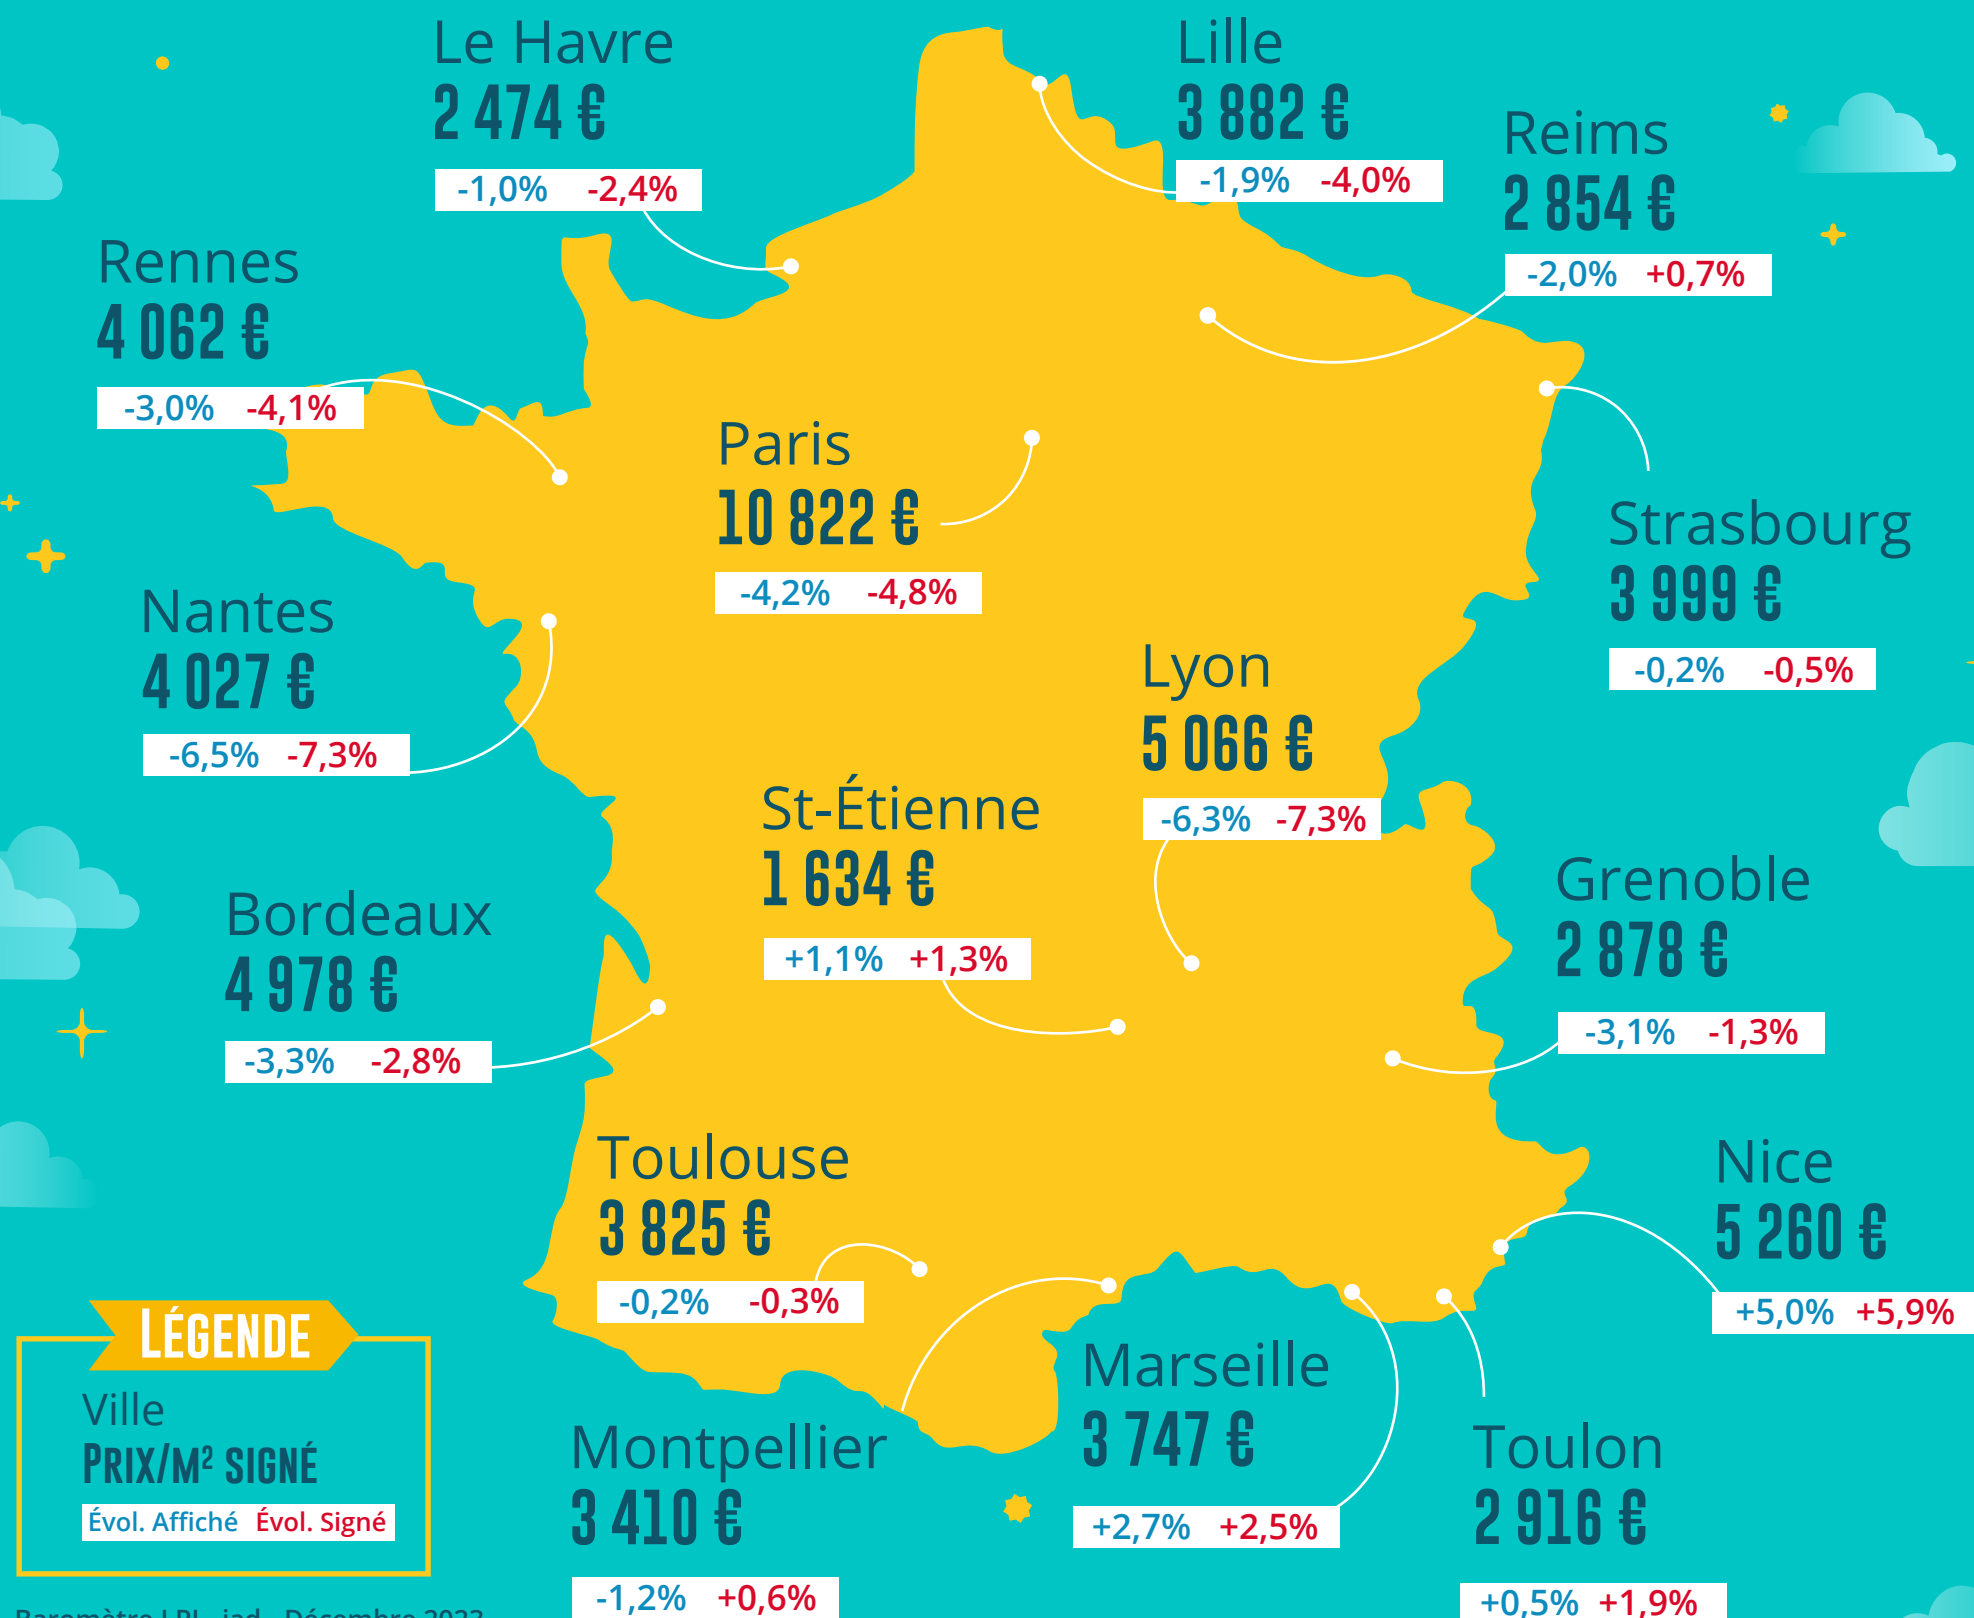 Le Havre
2 474 €
-1,0% -2,4%
Lille
3 882 €
-1,9% -4,0%
Reims
2 854 €
-2,0% +0,7%
Rennes
4 062 €
-3,0% -4,1%
Paris
10 822 €
-4,2% -4,8%
Strasbourg
3 999 €
-0,2% -0,5%
Nantes
4 027 €
-6,5% -7,3%
Lyon
5 066 €
-6,3% -7,3%
St-Étienne
1 634 €
+1,1% +1,3%
Grenoble
2 878 €
-3,1% -1,3%
Bordeaux
4 978 €
-3,3% -2,8%
Toulouse
3 825 €
-0,2% -0,3%
Nice
5 260 €
+5,0% +5,9%
Marseille
3 747 €
+2,7% +2,5%
Montpellier
3 410 €
-1,2% +0,6%
Toulon
2 916 €
+0,5% +1,9%
LÉGENDE
Ville
PRIX/M² SIGNÉ
Évol. Affiché Évol. Signé
Baromètre LPI - iad - Décembre 2023